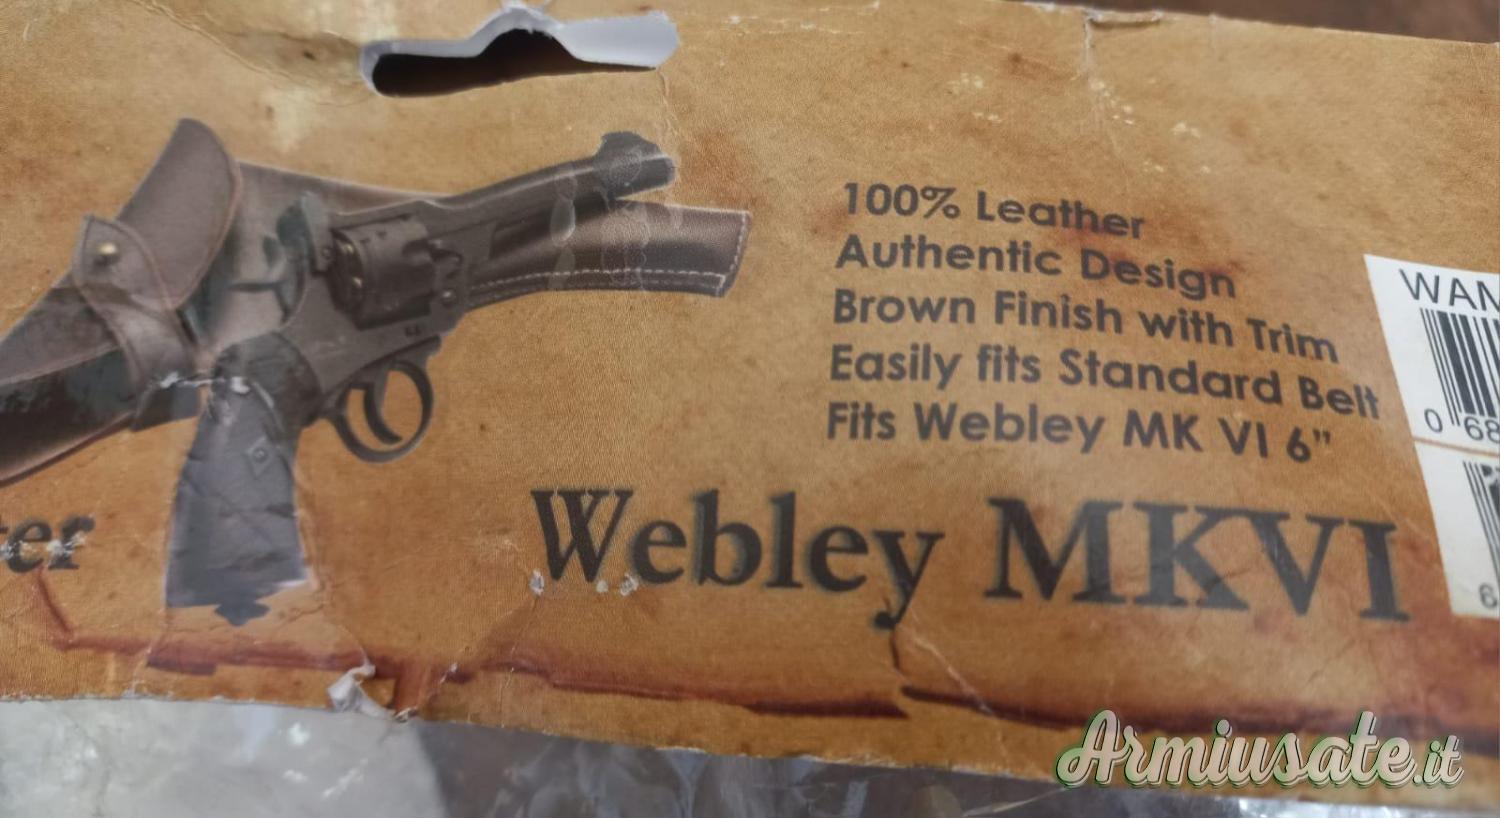 100% Leather
Authentic Design
Brown Finish with Trim
Easily fits Standard Belt
Fits Webley MK VI 6"
Webley MKVI
Armiusate.it